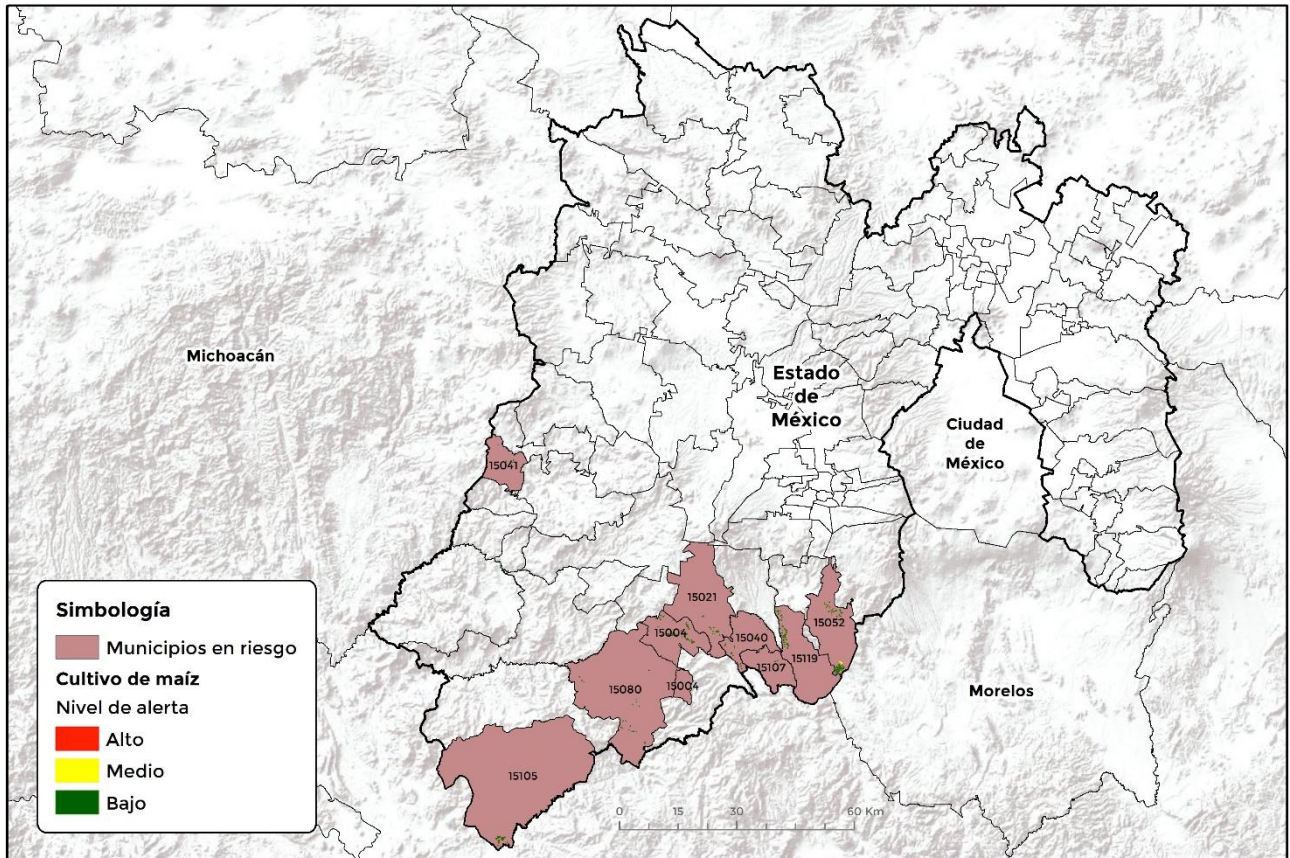 Michoacán
Estado
de
México
Ciudad
de
México
15041
15021
15004
15040
15052
15107
15119
15080
15004
15105
Morelos
Simbología
Municipios en riesgo
Cultivo de maíz
Nivel de alerta
Alto
Medio
Bajo
0 15 30 60 Km